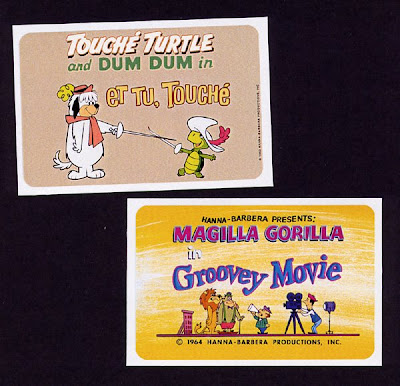 TOUCHÉ TURTLE
and DUM DUM in
ET TU, TOUCHÉ
HANNA-BARBERA PRESENTS:
MAGILLA GORILLA
in
GROOVEY MOVIE
© 1964 HANNA-BARBERA PRODUCTIONS, INC.